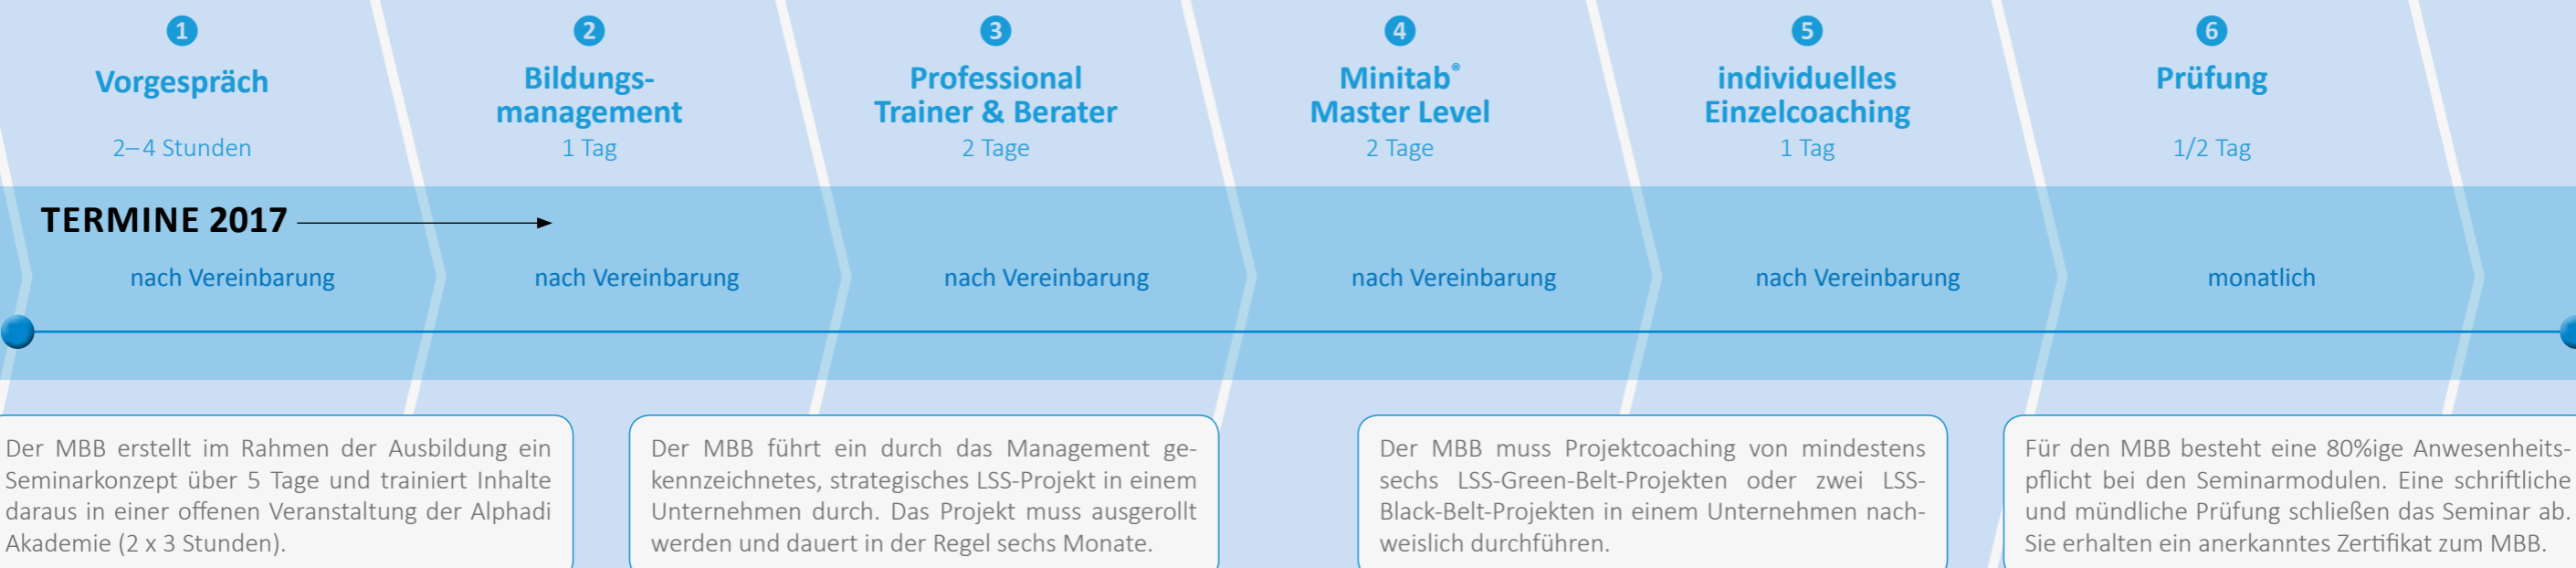 1
Vorgespräch
2–4 Stunden
2
Bildungs-
management
1 Tag
3
Professional
Trainer & Berater
2 Tage
4
Minitab®
Master Level
2 Tage
5
individuelles
Einzelcoaching
1 Tag
6
Prüfung
1/2 Tag
TERMINE 2017
nach Vereinbarung
nach Vereinbarung
nach Vereinbarung
nach Vereinbarung
nach Vereinbarung
monatlich
Der MBB erstellt im Rahmen der Ausbildung ein
Seminarkonzept über 5 Tage und trainiert Inhalte
daraus in einer offenen Veranstaltung der Alphadi
Akademie (2 x 3 Stunden).
Der MBB führt ein durch das Management ge-
kennzeichnetes, strategisches LSS-Projekt in einem
Unternehmen durch. Das Projekt muss ausgerollt
werden und dauert in der Regel sechs Monate.
Der MBB muss Projektcoaching von mindestens
sechs LSS-Green-Belt-Projekten oder zwei LSS-
Black-Belt-Projekten in einem Unternehmen nach-
weislich durchführen.
Für den MBB besteht eine 80%ige Anwesenheits-
pflicht bei den Seminarmodulen. Eine schriftliche
und mündliche Prüfung schließen das Seminar ab.
Sie erhalten ein anerkanntes Zertifikat zum MBB.